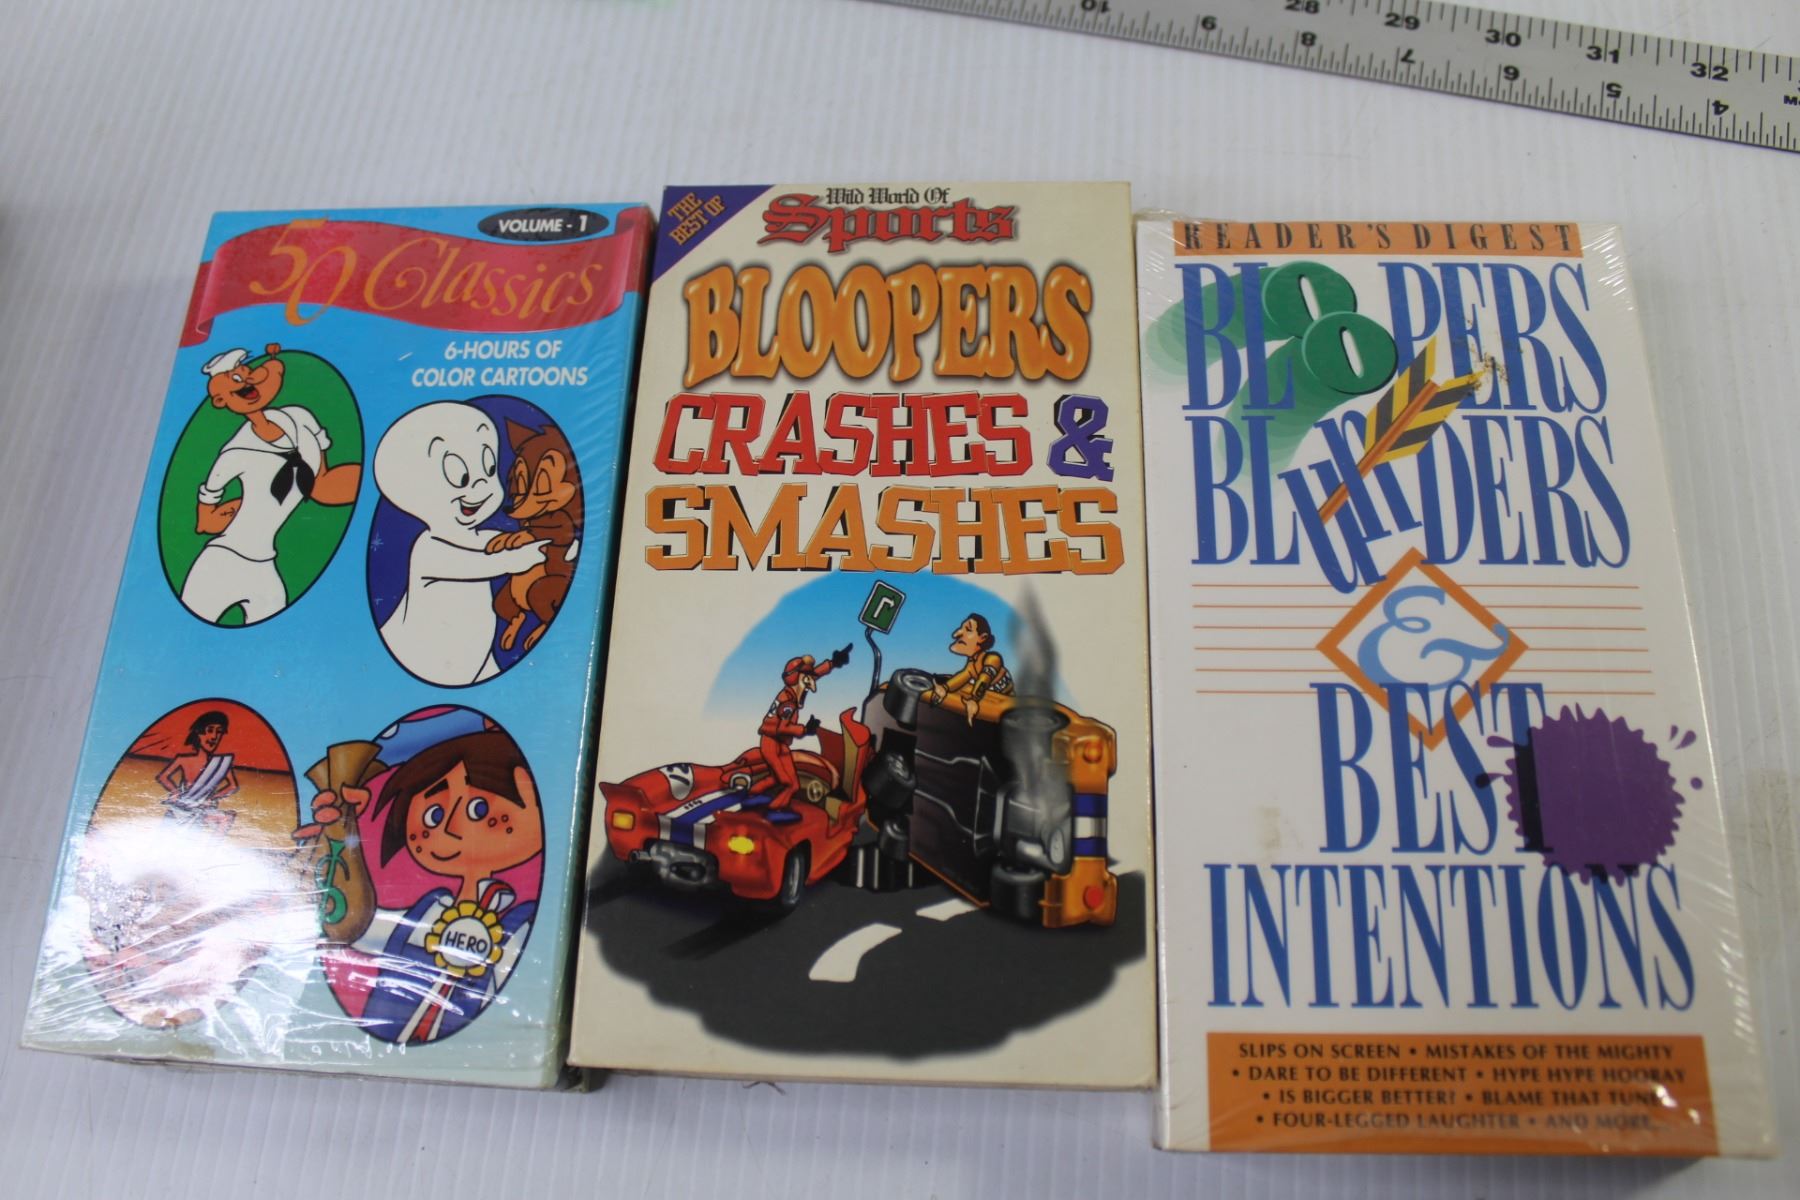 10 9 8 7 6 5 4
28 29 30 31 32
VOLUME - 1
50 Classics
6-HOURS OF
COLOR CARTOONS
HERO
THE
BEST OF
Wild World Of
Sports
BLOOPERS
CRASHES &
SMASHES
READER'S DIGEST
BLOOPERS
BLUNDERS
&
BEST
INTENTIONS
SLIPS ON SCREEN • MISTAKES OF THE MIGHTY
• DARE TO BE DIFFERENT • HYPE HYPE HOORAY
• IS BIGGER BETTER? • BLAME THAT TUNE
• FOUR-LEGGED LAUGHTER • AND MORE...